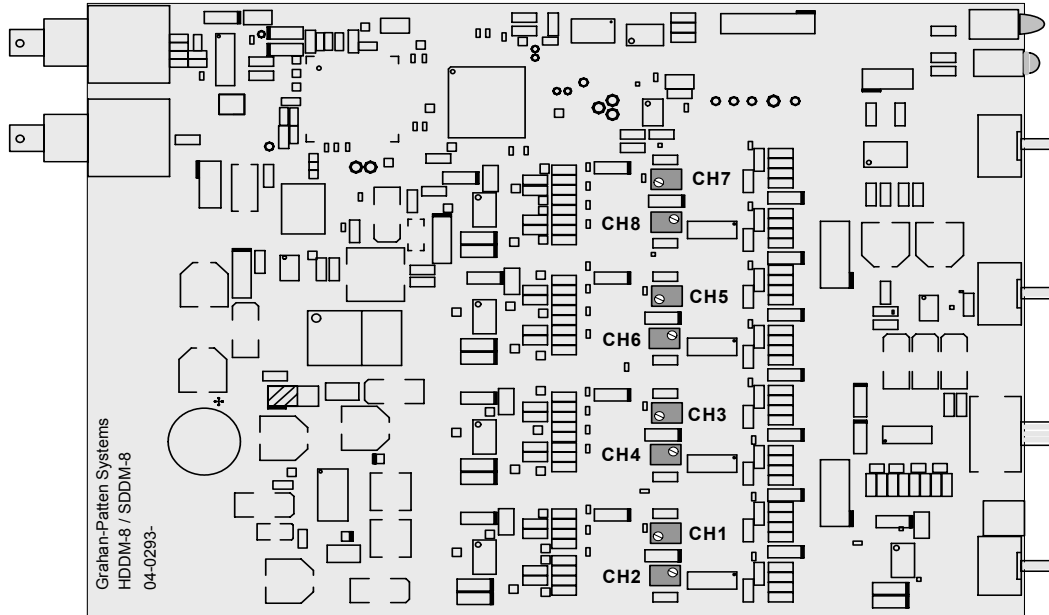 CH7
CH8
CH5
CH6
CH3
CH4
CH1
CH2
Grahan-Patten Systems
HDDM-8 / SDDM-8
04-0293-